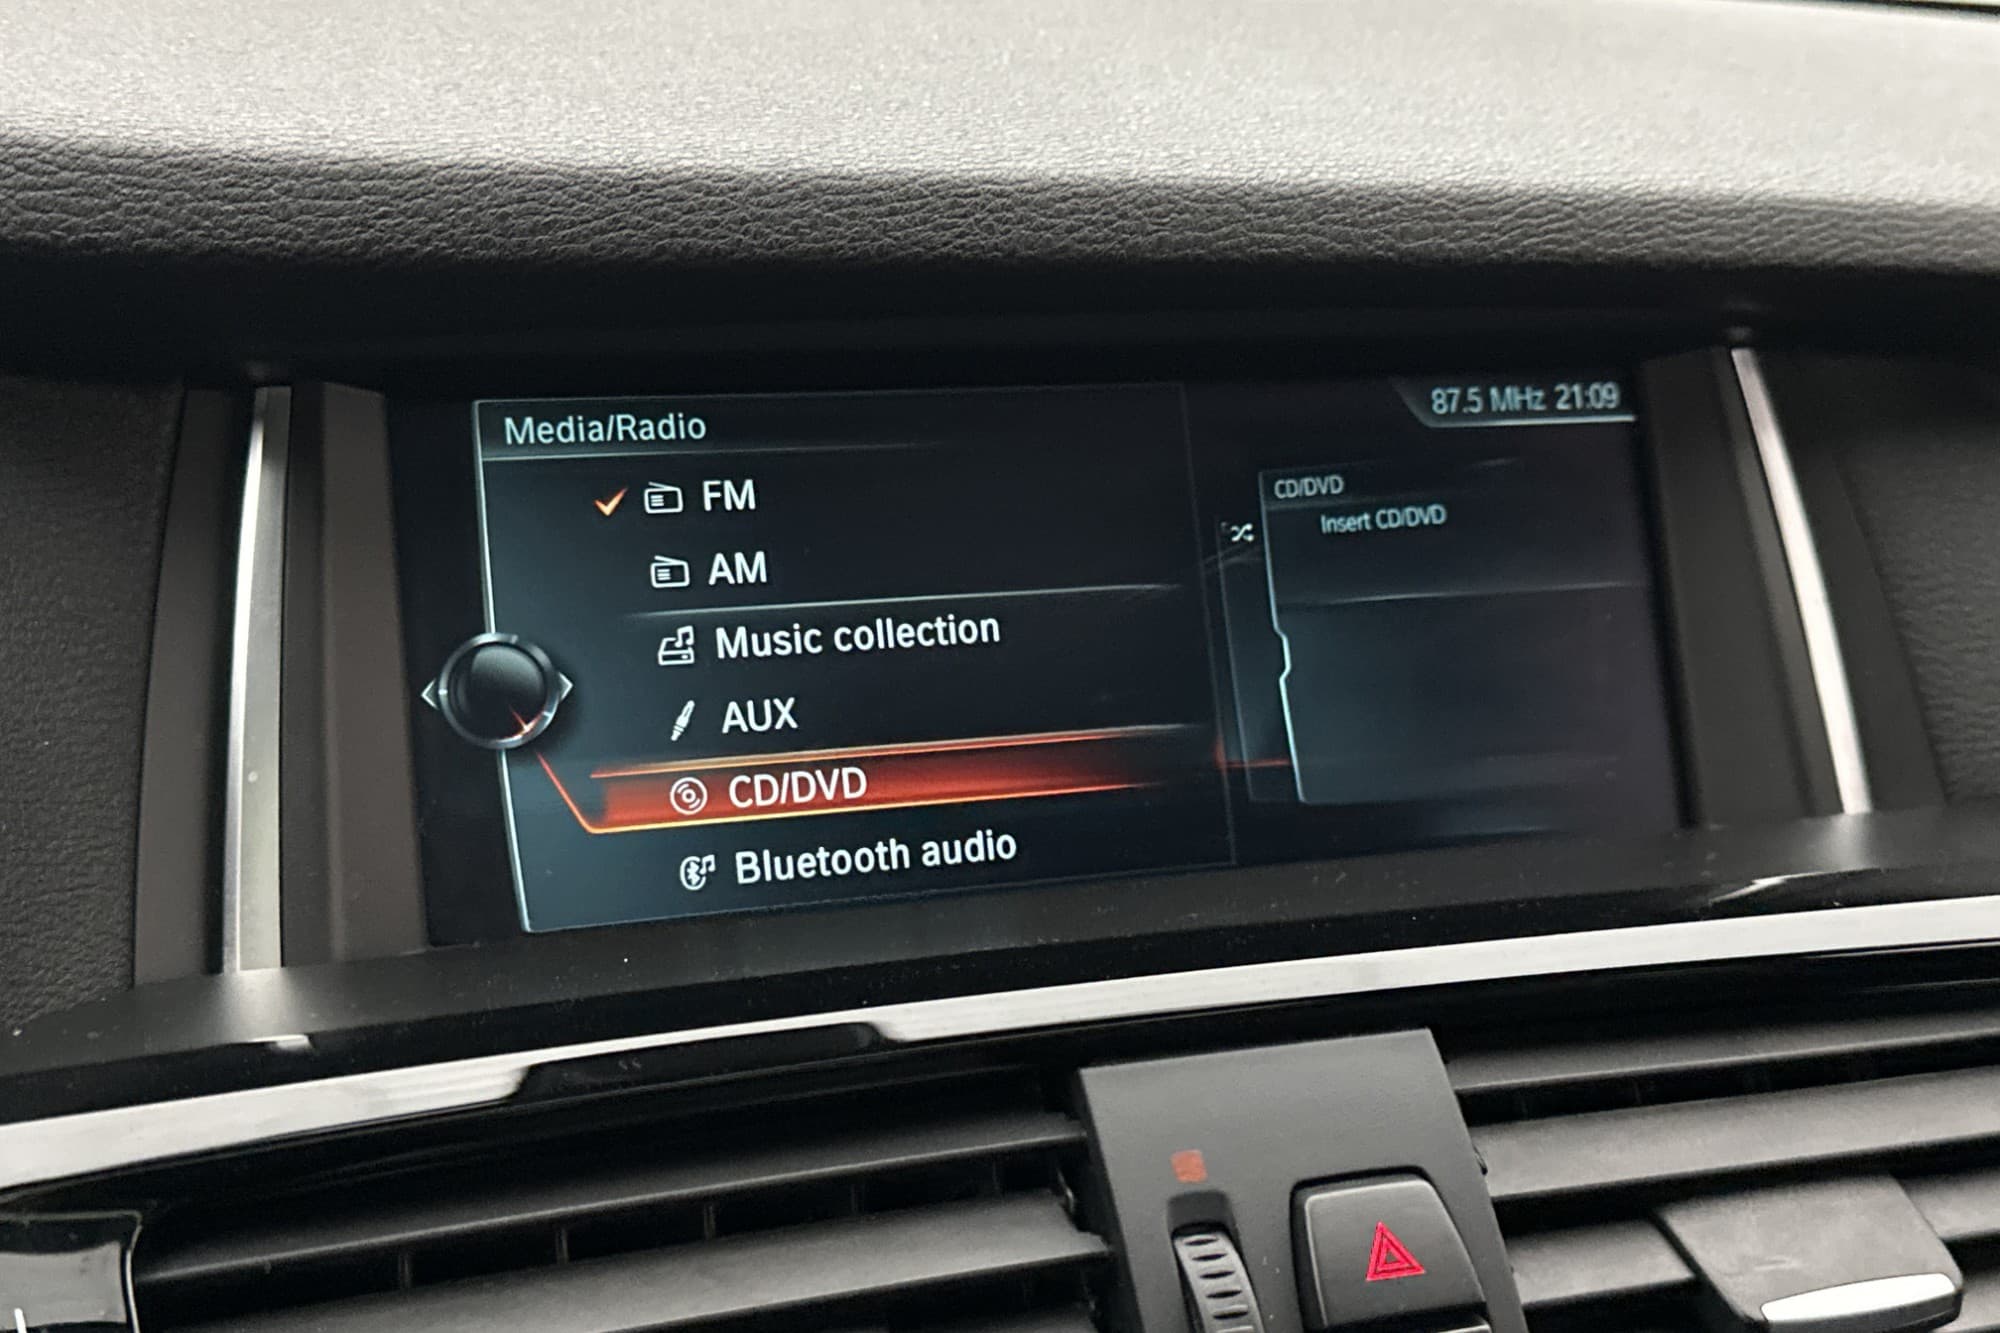 Media/Radio
87.5 MHz 21:09
FM
AM
Music collection
AUX
CD/DVD
Bluetooth audio
CD/DVD
Insert CD/DVD